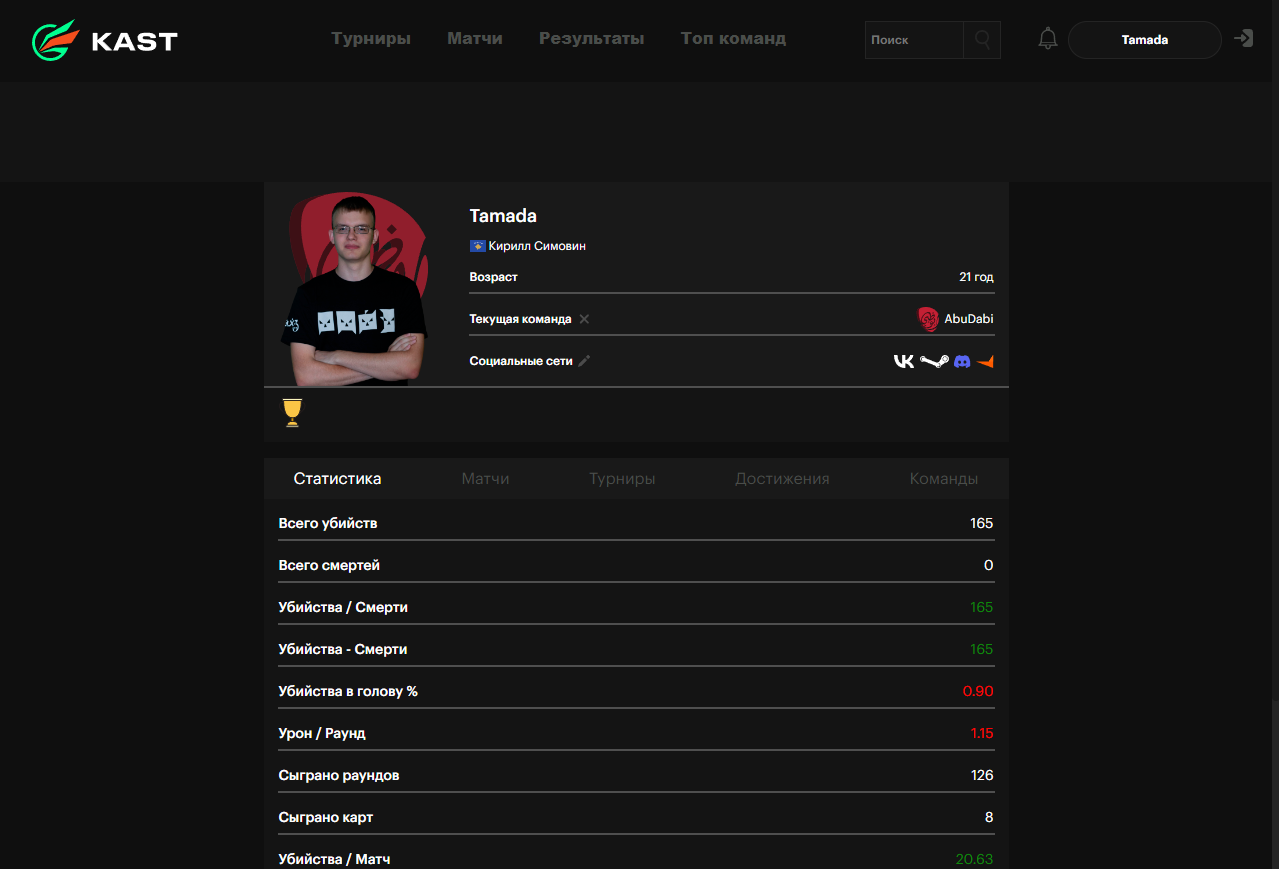 KAST
Турниры Матчи Результаты Топ команд
Поиск
Tamada
Tamada
Кирилл Симовин
Возраст 21 год
Текущая команда AbuDabi
Социальные сети
Статистика Матчи Турниры Достижения Команды
Всего убийств 165
Всего смертей 0
Убийства / Смерти 165
Убийства - Смерти 165
Убийства в голову % 0.90
Урон / Раунд 1.15
Сыграно раундов 126
Сыграно карт 8
Убийства / Матч 20.63